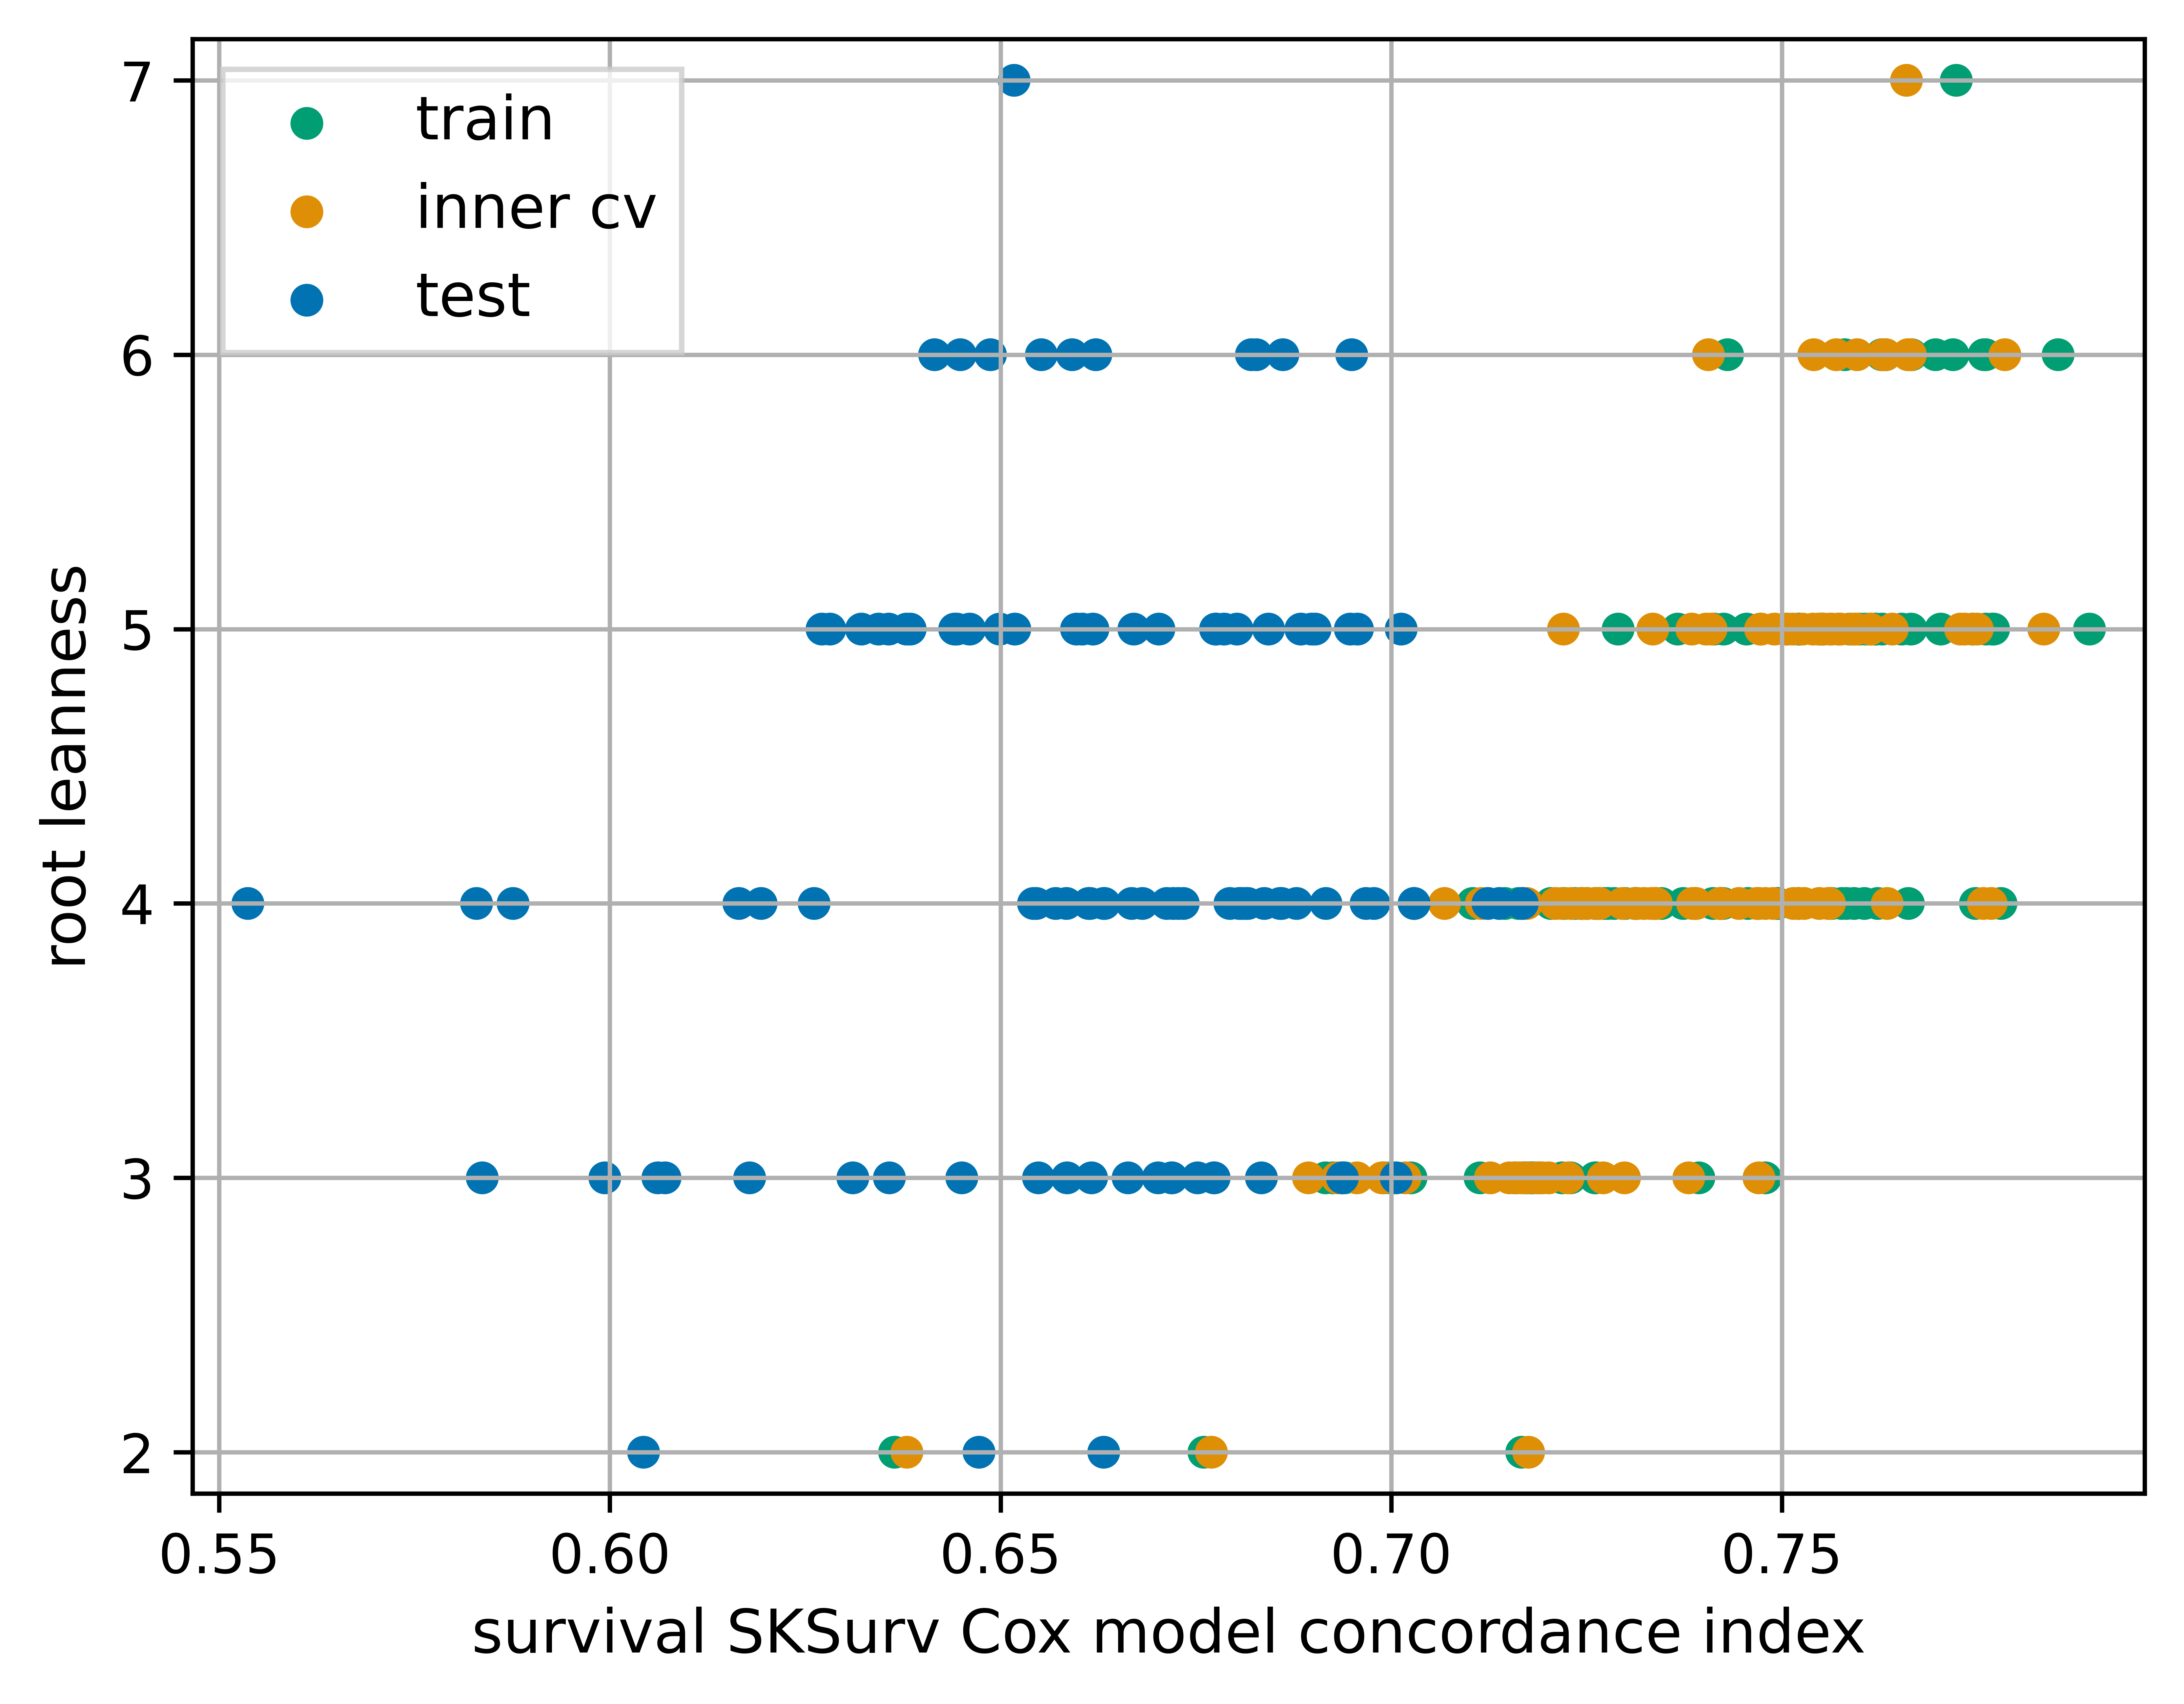 7
6
5
4
3
2
root leanness
train
inner cv
test
0.55 0.60 0.65 0.70 0.75
survival SKSurv Cox model concordance index